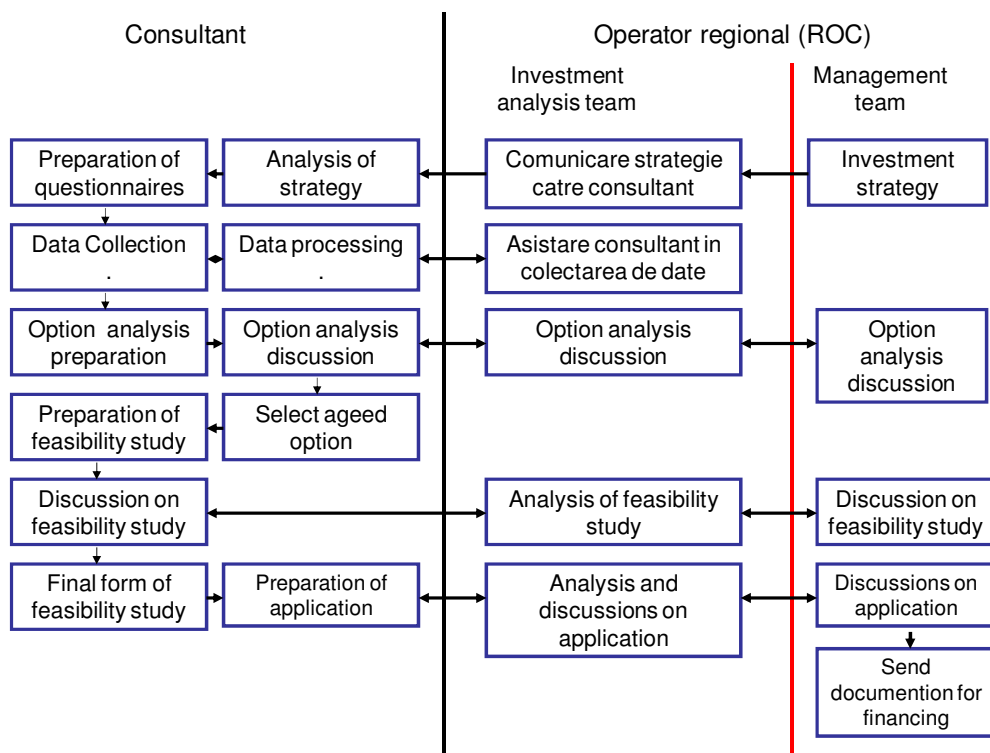 Consultant
Operator regional (ROC)
Investment
analysis team
Management
team
Preparation of
questionnaires
Analysis of
strategy
Comunicare strategie
catre consultant
Investment
strategy
Data Collection
.
Data processing
.
Asistare consultant in
colectarea de date
Option analysis
preparation
Option analysis
discussion
Option analysis
discussion
Option
analysis
discussion
Preparation of
feasibility study
Select ageed
option
Discussion on
feasibility study
Analysis of feasibility
study
Discussion on
feasibility study
Final form of
feasibility study
Preparation of
application
Analysis and
discussions on
application
Discussions on
application
Send
documention for
financing